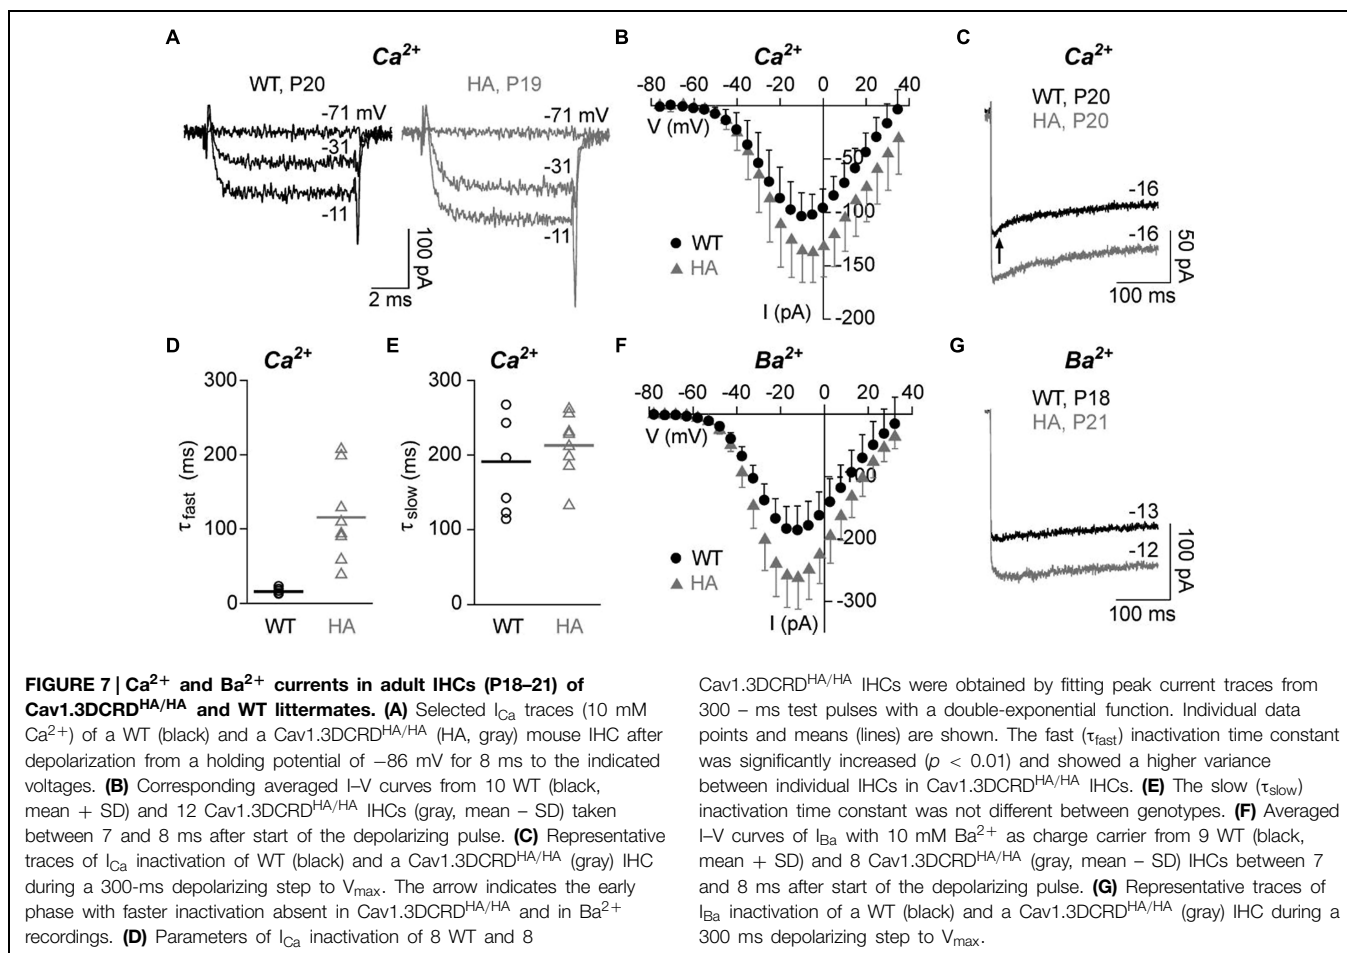 A
Ca2+
WT, P20
HA, P19
-71 mV
-31
-11
-71 mV
-31
-11
100 pA
2 ms
B
Ca2+
-80 -60 -40 -20 0 20 40
V (mV)
-50
-100
-150
-200
WT
HA
I (pA)
C
Ca2+
WT, P20
HA, P20
-16
-16
50 pA
100 ms
D
Ca2+
300
200
100
0
τfast (ms)
WT HA
E
Ca2+
300
200
100
0
τslow (ms)
WT HA
F
Ba2+
-80 -60 -40 -20 0 20 40
V (mV)
-100
-200
-300
WT
HA
I (pA)
G
Ba2+
WT, P18
HA, P21
-13
-12
100 pA
100 ms
FIGURE 7 | Ca2+ and Ba2+ currents in adult IHCs (P18–21) of
Cav1.3DCRDHA/HA and WT littermates. (A) Selected ICa traces (10 mM
Ca2+) of a WT (black) and a Cav1.3DCRDHA/HA (HA, gray) mouse IHC after
depolarization from a holding potential of −86 mV for 8 ms to the indicated
voltages. (B) Corresponding averaged I–V curves from 10 WT (black,
mean + SD) and 12 Cav1.3DCRDHA/HA IHCs (gray, mean – SD) taken
between 7 and 8 ms after start of the depolarizing pulse. (C) Representative
traces of ICa inactivation of WT (black) and a Cav1.3DCRDHA/HA (gray) IHC
during a 300-ms depolarizing step to Vmax. The arrow indicates the early
phase with faster inactivation absent in Cav1.3DCRDHA/HA and in Ba2+
recordings. (D) Parameters of ICa inactivation of 8 WT and 8
Cav1.3DCRDHA/HA IHCs were obtained by fitting peak current traces from
300 – ms test pulses with a double-exponential function. Individual data
points and means (lines) are shown. The fast (τfast) inactivation time constant
was significantly increased (p < 0.01) and showed a higher variance
between individual IHCs in Cav1.3DCRDHA/HA IHCs. (E) The slow (τslow)
inactivation time constant was not different between genotypes. (F) Averaged
I–V curves of IBa with 10 mM Ba2+ as charge carrier from 9 WT (black,
mean + SD) and 8 Cav1.3DCRDHA/HA (gray, mean – SD) IHCs between 7
and 8 ms after start of the depolarizing pulse. (G) Representative traces of
IBa inactivation of a WT (black) and a Cav1.3DCRDHA/HA (gray) IHC during a
300 ms depolarizing step to Vmax.